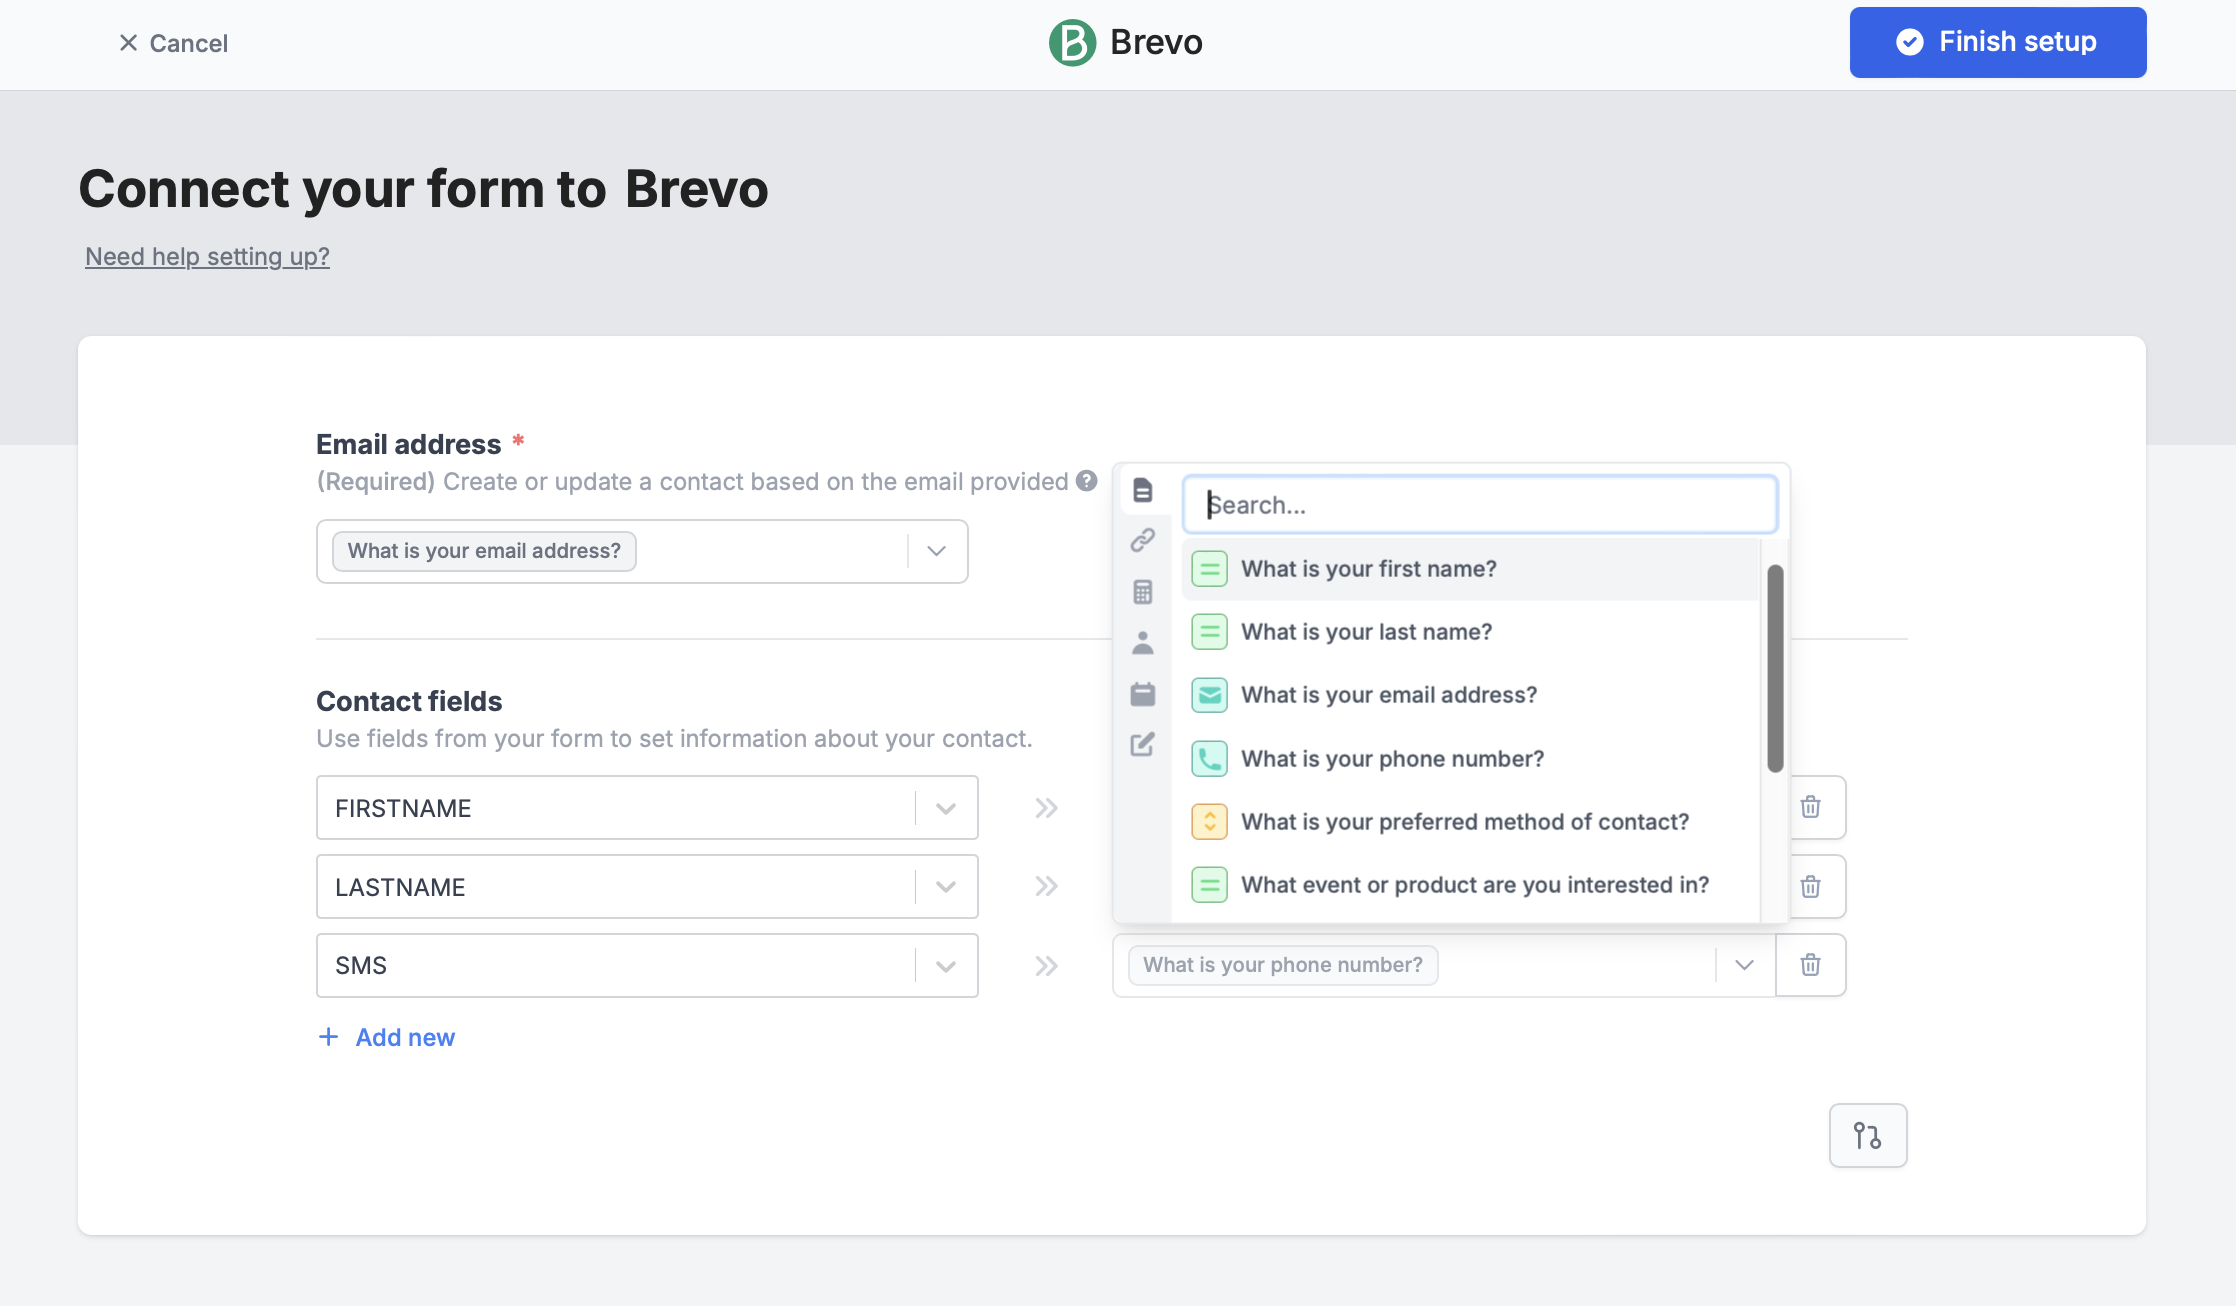 Cancel
Brevo
Finish setup
Connect your form to Brevo
Need help setting up?
Email address *
(Required) Create or update a contact based on the email provided
What is your email address?
Search...
What is your first name?
What is your last name?
What is your email address?
What is your phone number?
What is your preferred method of contact?
What event or product are you interested in?
Contact fields
Use fields from your form to set information about your contact.
FIRSTNAME
LASTNAME
SMS
What is your phone number?
+ Add new